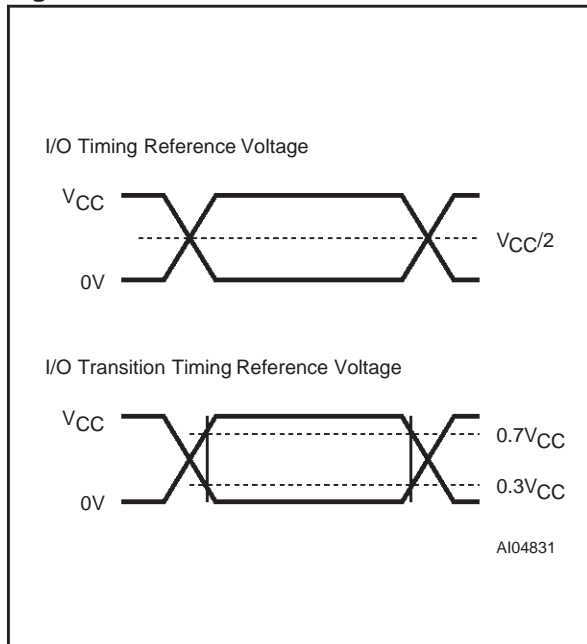 I/O Timing Reference Voltage
VCC
VCC/2
0V
I/O Transition Timing Reference Voltage
VCC
0.7VCC
0.3VCC
0V
AI04831